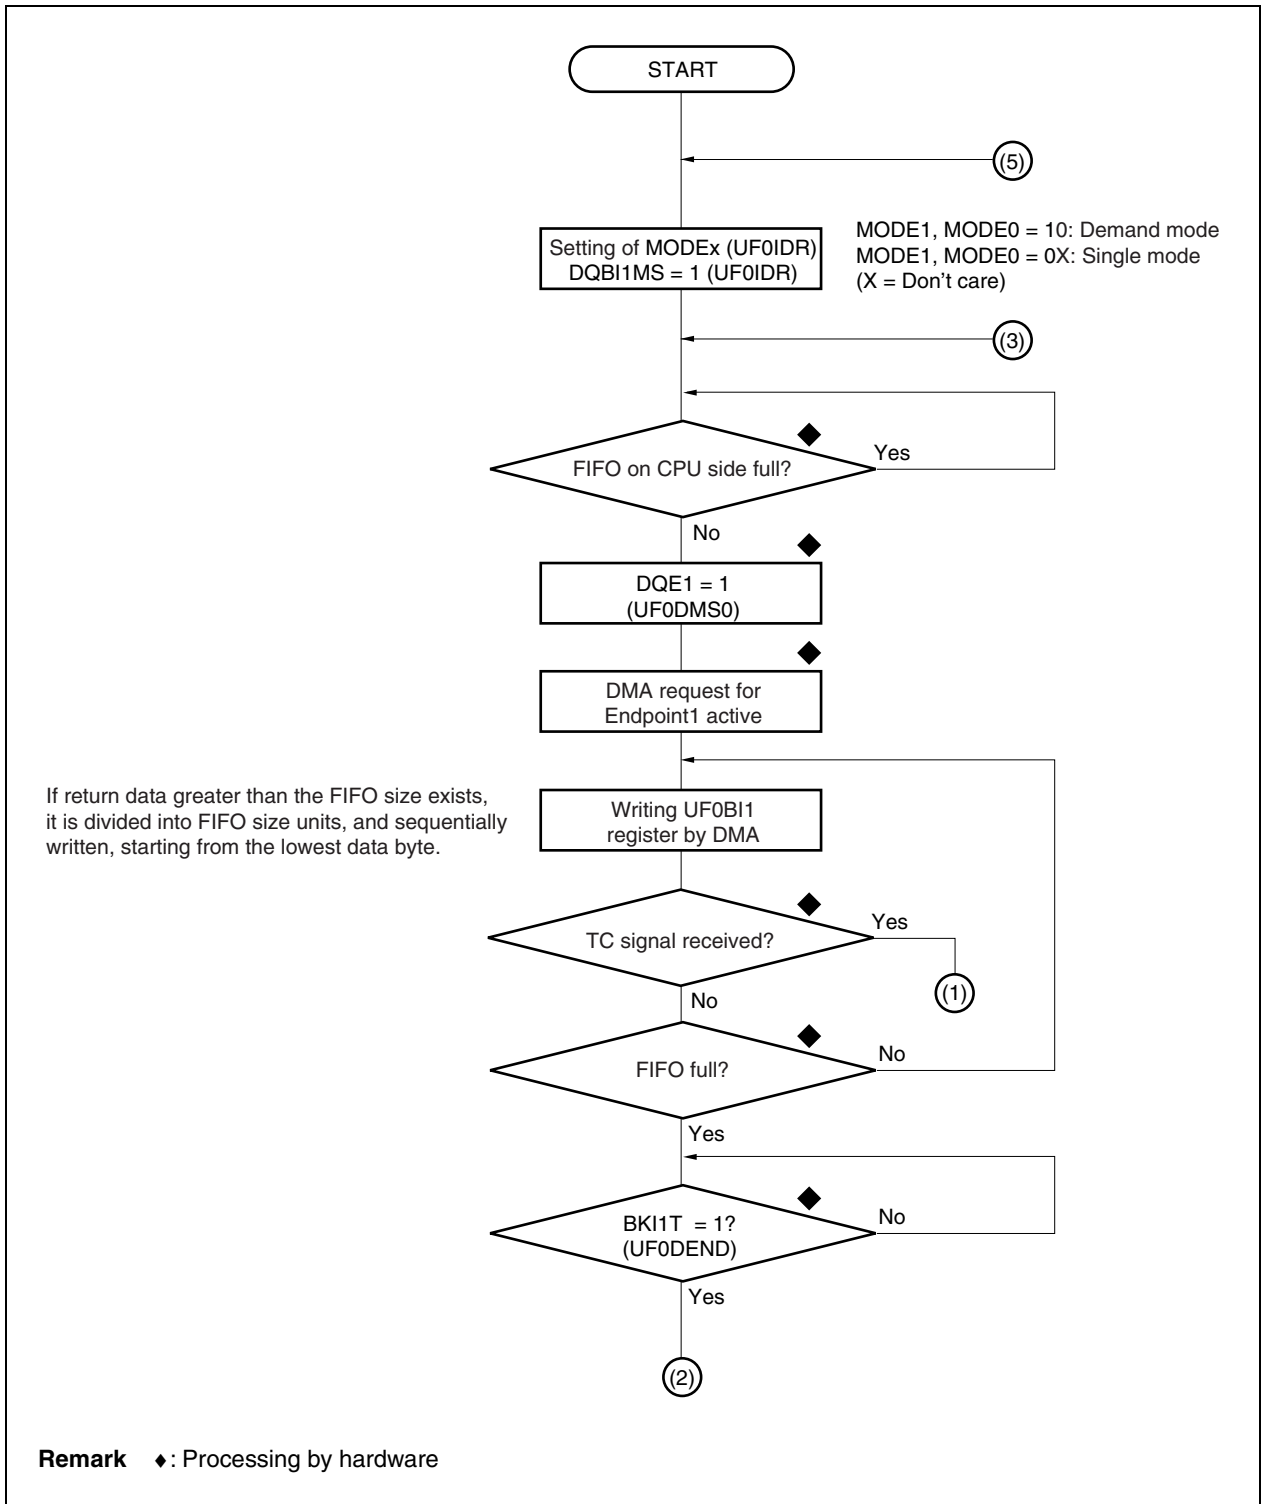 START
(5)
Setting of MODEx (UF0IDR)
DQBI1MS = 1 (UF0IDR)
MODE1, MODE0 = 10: Demand mode
MODE1, MODE0 = 0X: Single mode
(X = Don't care)
(3)
FIFO on CPU side full?
Yes
No
DQE1 = 1
(UF0DMS0)
DMA request for
Endpoint1 active
If return data greater than the FIFO size exists,
it is divided into FIFO size units, and sequentially
written, starting from the lowest data byte.
Writing UF0BI1
register by DMA
TC signal received?
Yes
(1)
No
FIFO full?
No
Yes
BKI1T = 1?
(UF0DEND)
No
Yes
(2)
Remark ♦: Processing by hardware